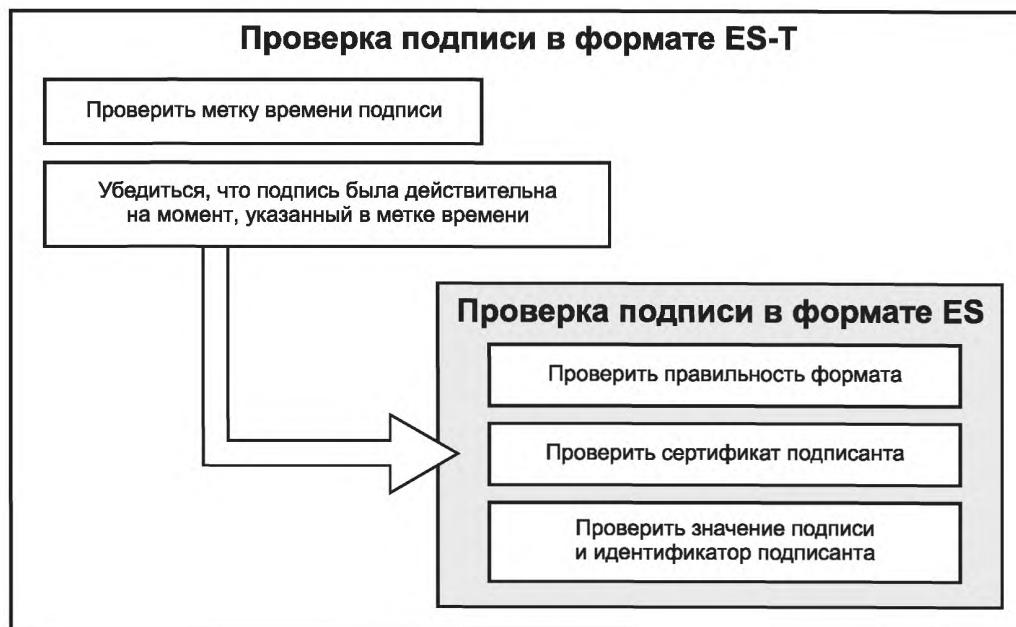 Проверка подписи в формате ES-T
Проверить метку времени подписи
Убедиться, что подпись была действительна
на момент, указанный в метке времени
Проверка подписи в формате ES
Проверить правильность формата
Проверить сертификат подписанта
Проверить значение подписи
и идентификатор подписанта